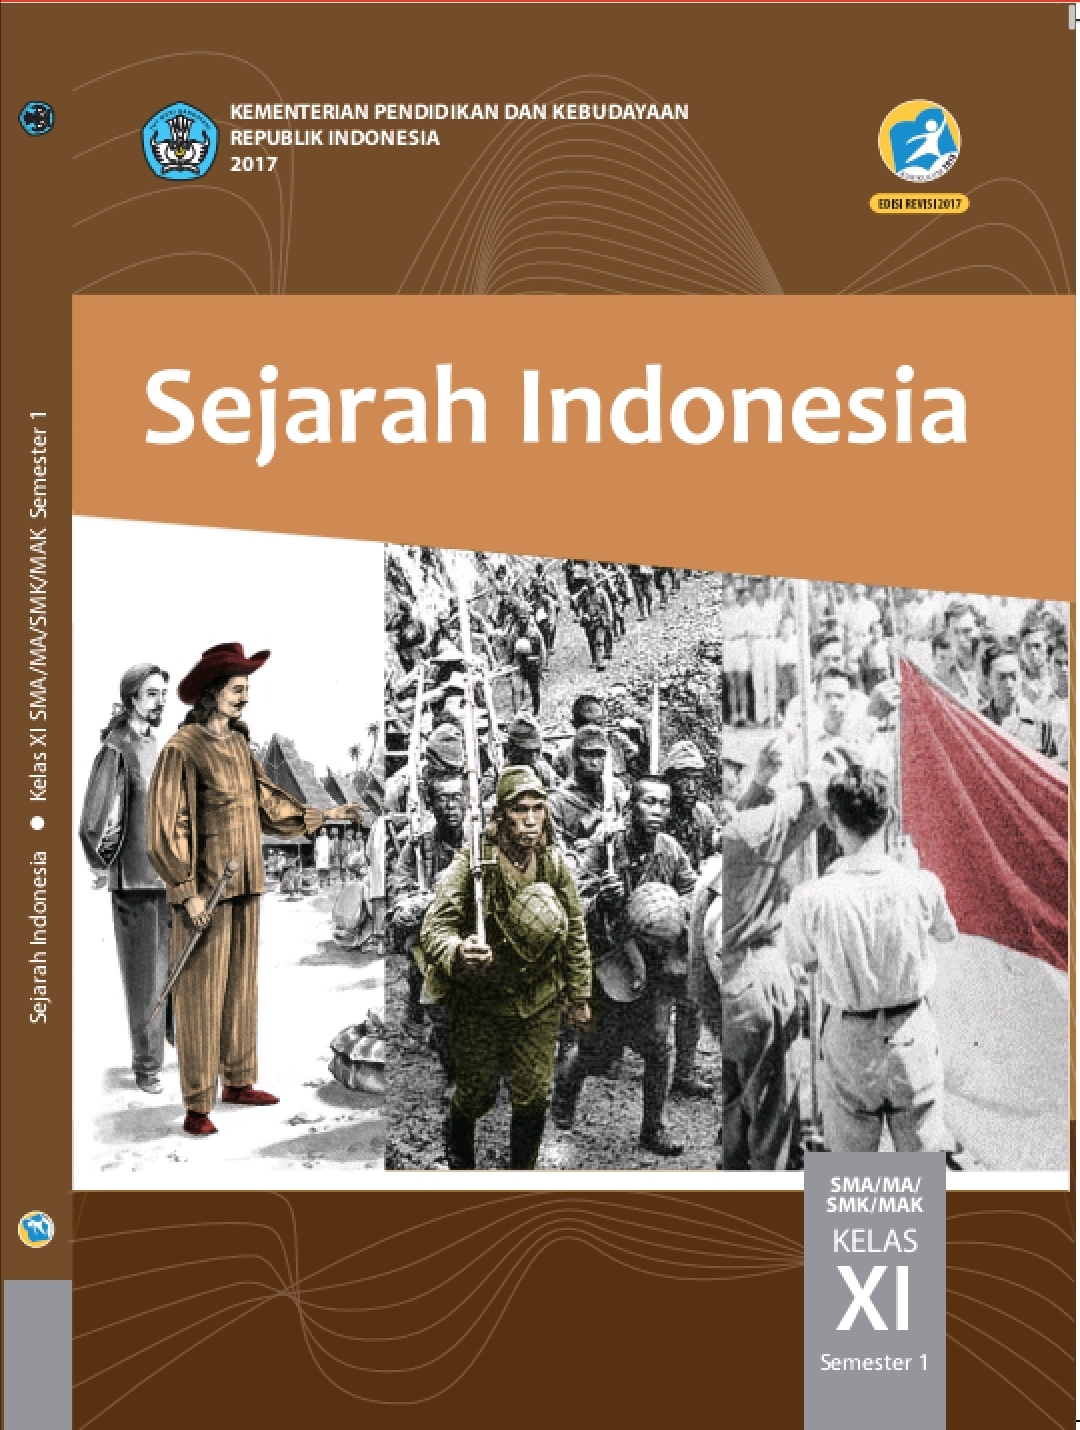 KEMENTERIAN PENDIDIKAN DAN KEBUDAYAAN
REPUBLIK INDONESIA
2017
EDISI REVISI 2017
Sejarah Indonesia
Sejarah Indonesia ● Kelas XI SMA/MA/SMK/MAK Semester 1
SMA/MA/
SMK/MAK
KELAS
XI
Semester 1